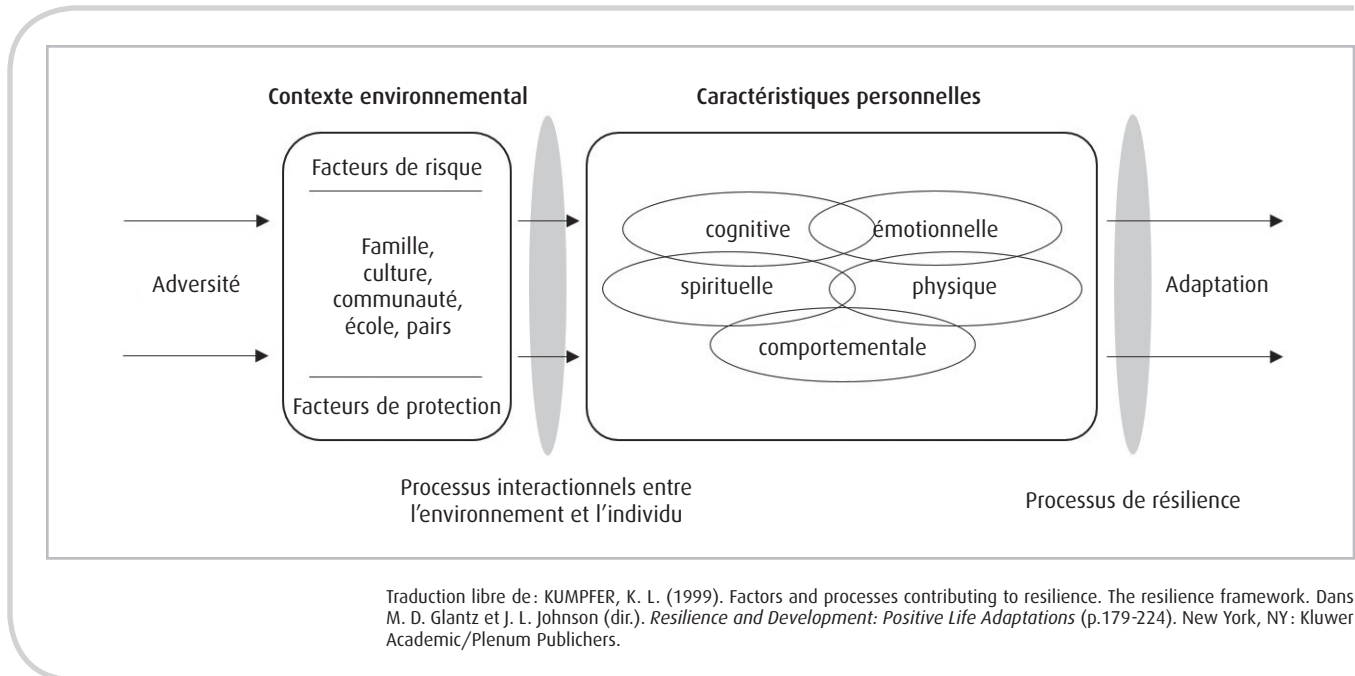 Contexte environnemental
Caractéristiques personnelles
Adversité
Facteurs de risque
Famille,
culture,
communauté,
école, pairs
Facteurs de protection
Processus interactionnels entre
l'environnement et l'individu
cognitive
émotionnelle
spirituelle
physique
comportementale
Processus de résilience
Adaptation
Traduction libre de : KUMPFER, K. L. (1999). Factors and processes contributing to resilience. The resilience framework. Dans
M. D. Glantz et J. L. Johnson (dir.). Resilience and Development: Positive Life Adaptations (p.179-224). New York, NY : Kluwer
Academic/Plenum Publichers.